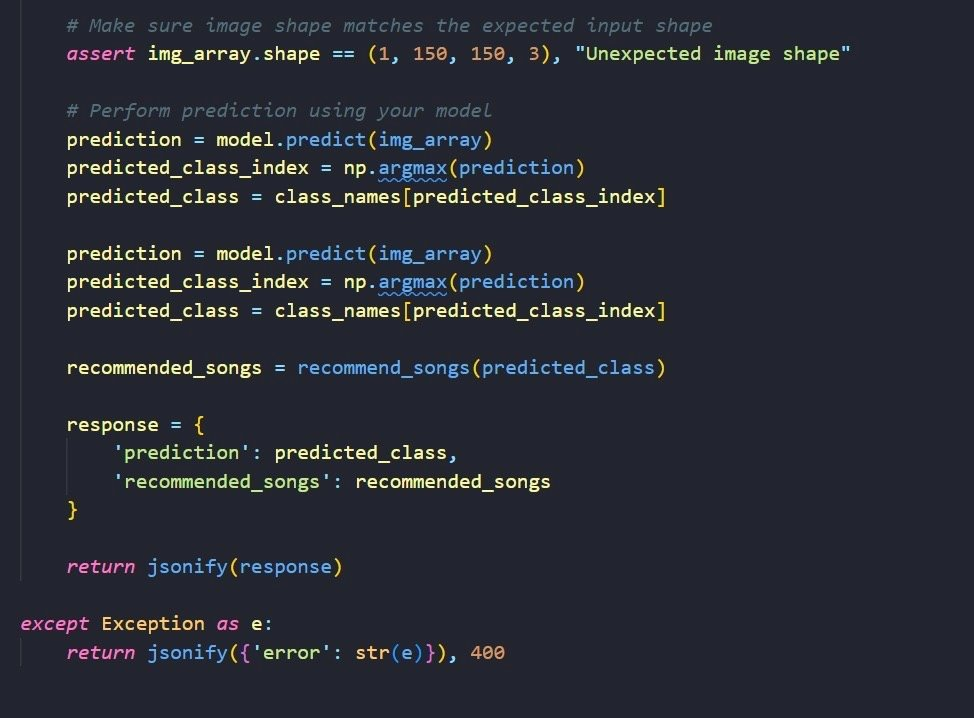 # Make sure image shape matches the expected input shape
assert img_array.shape == (1, 150, 150, 3), "Unexpected image shape"
# Perform prediction using your model
prediction = model.predict(img_array)
predicted_class_index = np.argmax(prediction)
predicted_class = class_names[predicted_class_index]
prediction = model.predict(img_array)
predicted_class_index = np.argmax(prediction)
predicted_class = class_names[predicted_class_index]
recommended_songs = recommend_songs(predicted_class)
response = {
'prediction': predicted_class,
'recommended_songs': recommended_songs
}
return jsonify(response)
except Exception as e:
return jsonify({'error': str(e)}), 400